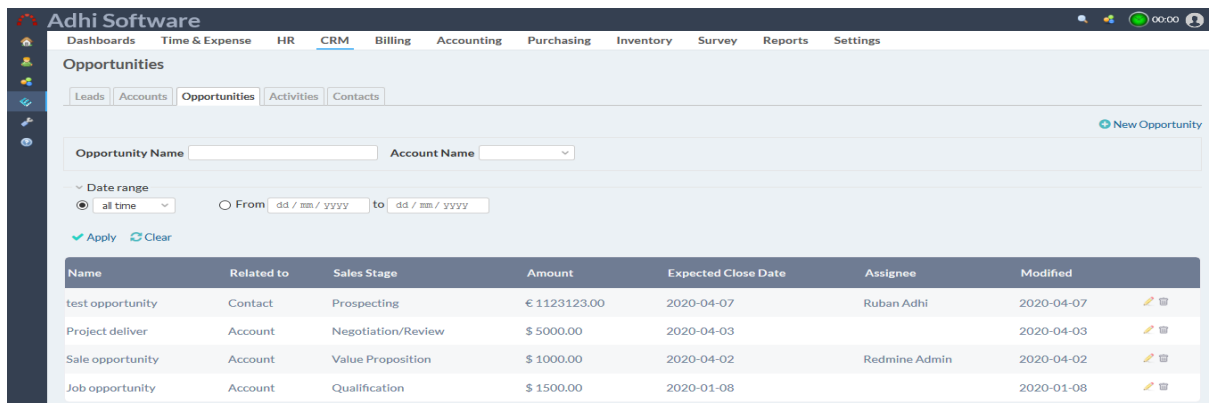 Adhi Software 00:00
Dashboards Time & Expense HR CRM Billing Accounting Purchasing Inventory Survey Reports Settings
Opportunities
Leads Accounts Opportunities Activities Contacts
New Opportunity
Opportunity Name Account Name
Date range
all time From dd / mm / yyyy to dd / mm / yyyy
Apply Clear
Name Related to Sales Stage Amount Expected Close Date Assignee Modified
test opportunity Contact Prospecting € 1123123.00 2020-04-07 Ruban Adhi 2020-04-07
Project deliver Account Negotiation/Review $ 5000.00 2020-04-03 2020-04-03
Sale opportunity Account Value Proposition $ 1000.00 2020-04-02 Redmine Admin 2020-04-02
Job opportunity Account Qualification $ 1500.00 2020-01-08 2020-01-08